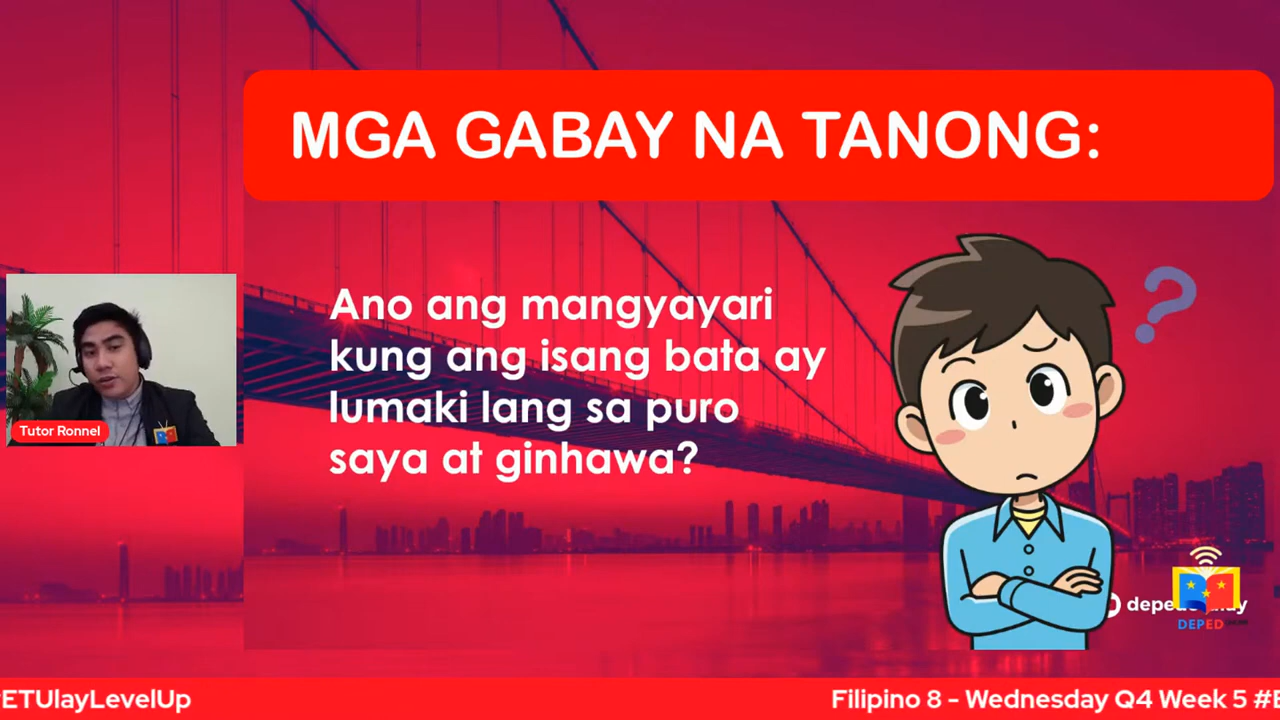 MGA GABAY NA TANONG:
Ano ang mangyayari
kung ang isang bata ay
lumaki lang sa puro
saya at ginhawa?
?
Tutor Ronnel
DEPED
ETUlayLevelUp
Filipino 8 - Wednesday Q4 Week 5